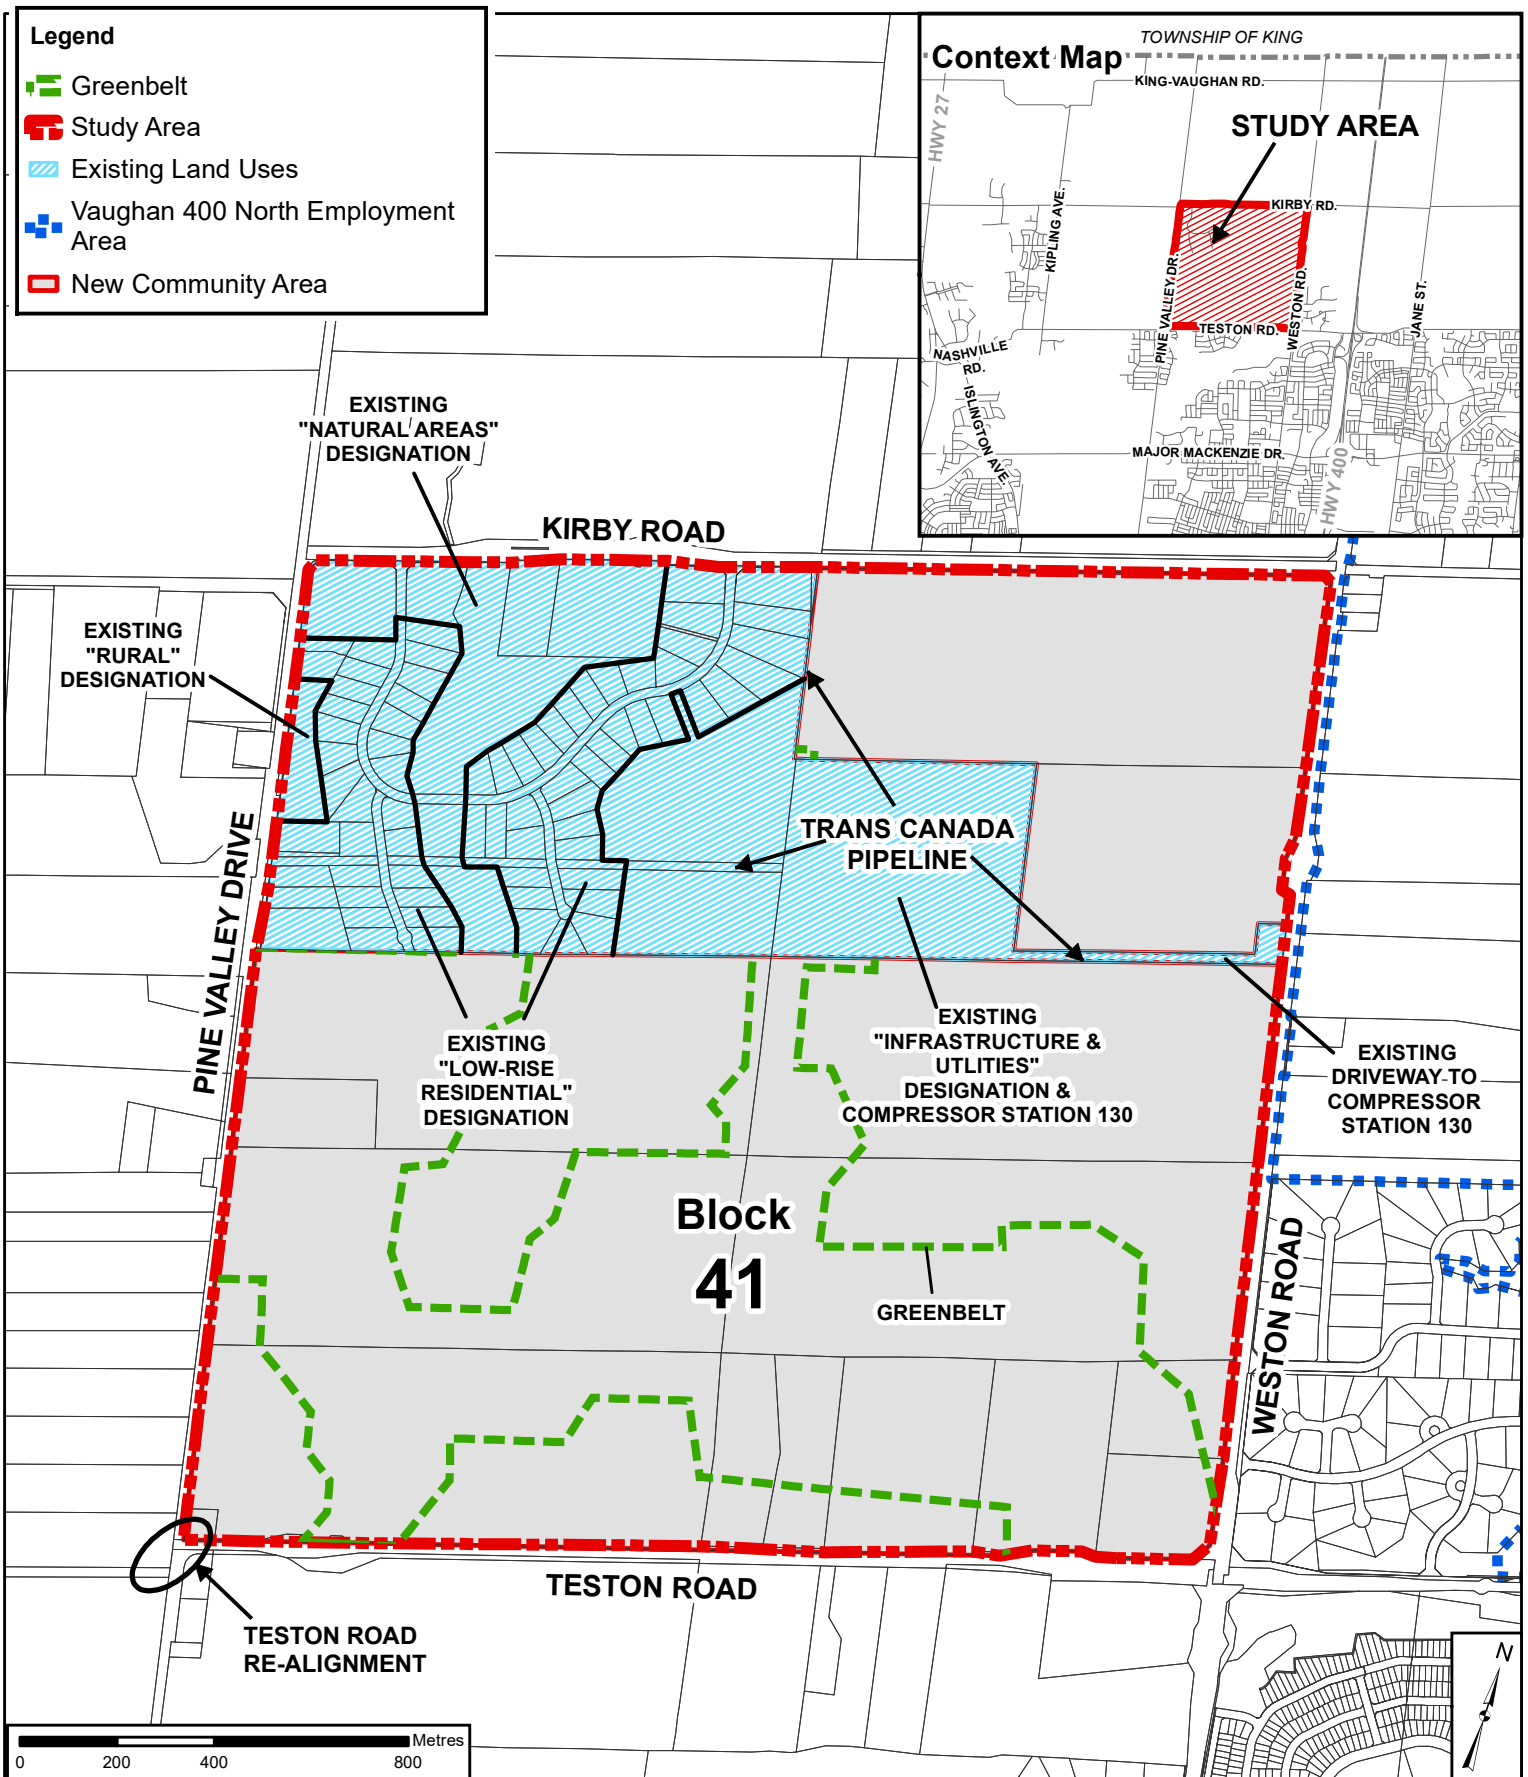 Legend
Greenbelt
Study Area
Existing Land Uses
Vaughan 400 North Employment
Area
New Community Area
Context Map
TOWNSHIP OF KING
KING-VAUGHAN RD.
HWY 27
STUDY AREA
KIPLING AVE.
KIRBY RD.
PINE VALLEY DR.
WESTON RD.
JANE ST.
TESTON RD.
NASHVILLE
RD.
ISLINGTON AVE.
MAJOR MACKENZIE DR.
HWY 400
EXISTING
"NATURAL AREAS"
DESIGNATION
KIRBY ROAD
EXISTING
"RURAL"
DESIGNATION
TRANS CANADA
PIPELINE
PINE VALLEY DRIVE
EXISTING
"LOW-RISE
RESIDENTIAL"
DESIGNATION
EXISTING
"INFRASTRUCTURE &
UTLITIES"
DESIGNATION &
COMPRESSOR STATION 130
EXISTING
DRIVEWAY TO
COMPRESSOR
STATION 130
Block
41
GREENBELT
WESTON ROAD
TESTON ROAD
TESTON ROAD
RE-ALIGNMENT
N
Metres
0 200 400 800